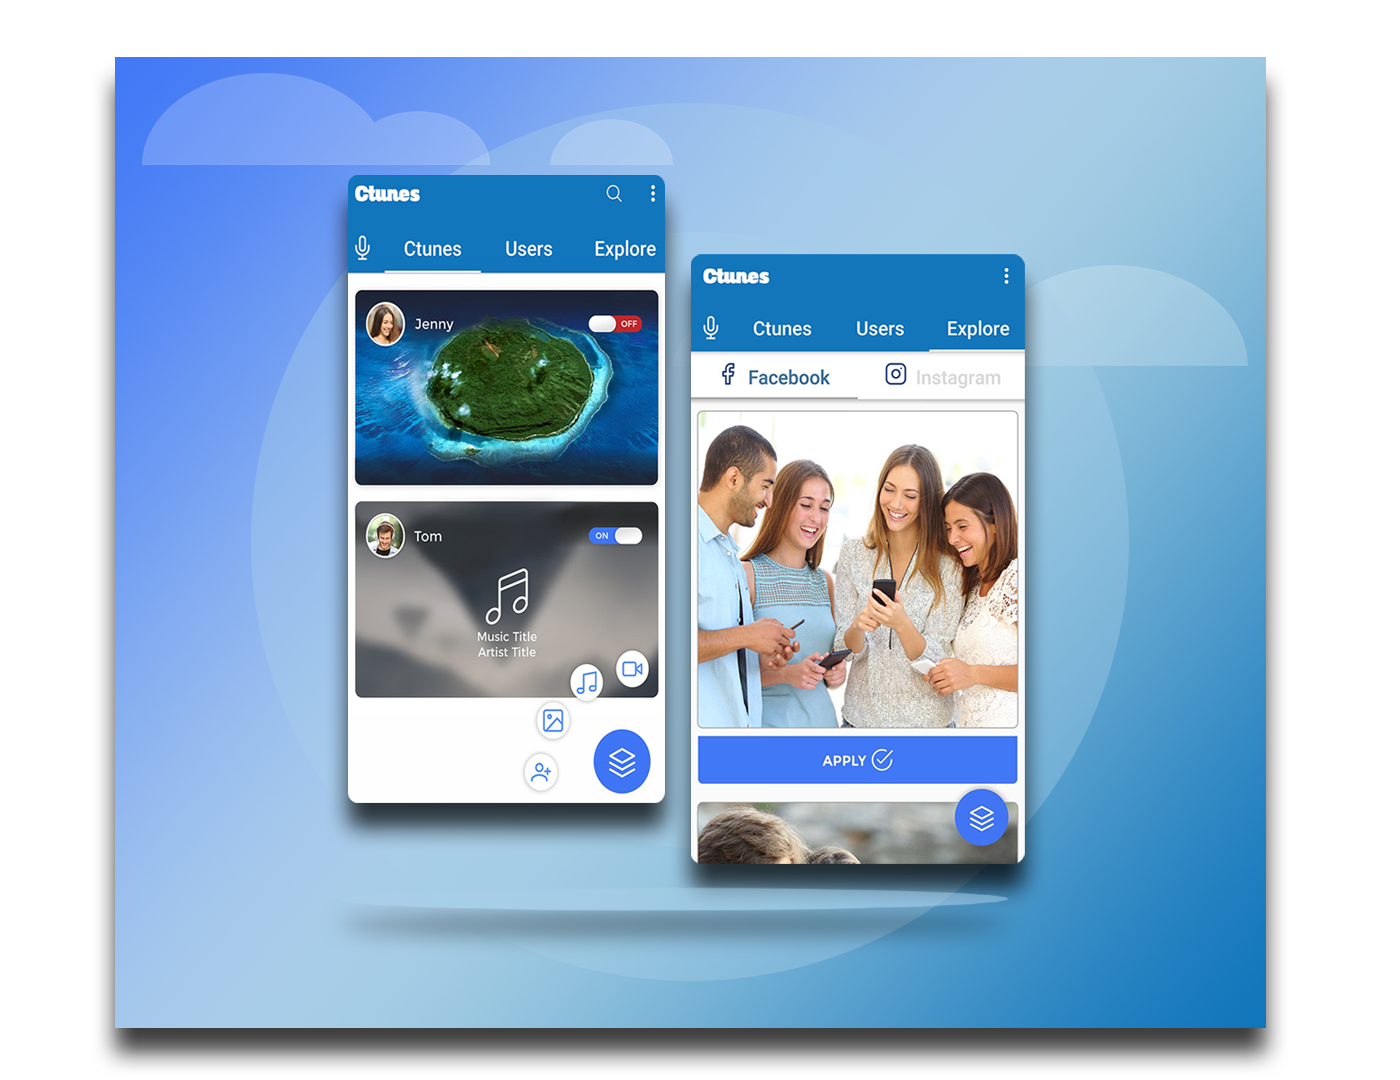 Ctunes
Ctunes Users Explore
Jenny
OFF
Tom
ON
Music Title
Artist Title
Ctunes
Ctunes Users Explore
Facebook Instagram
APPLY